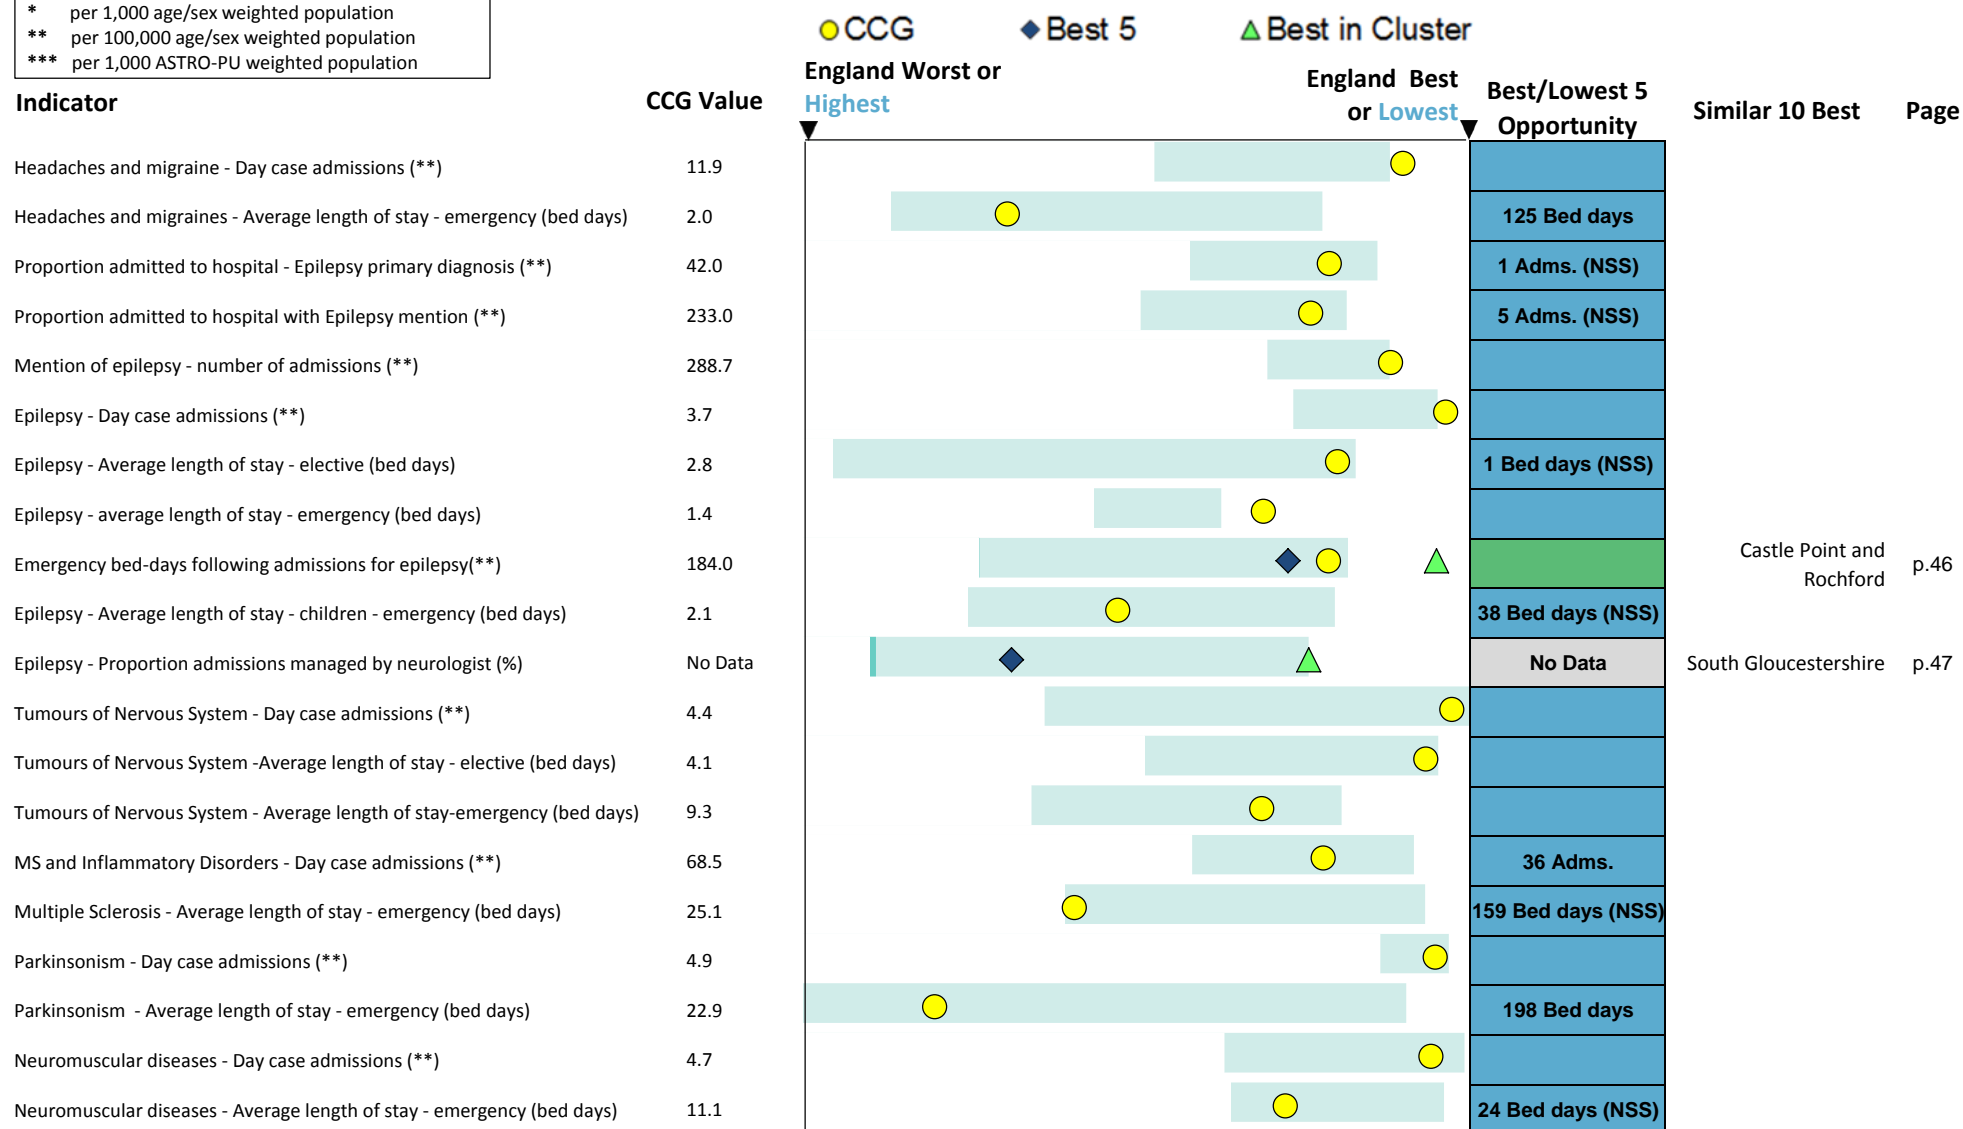 * per 1,000 age/sex weighted population
** per 100,000 age/sex weighted population
*** per 1,000 ASTRO-PU weighted population
CCG Best 5 Best in Cluster
Indicator CCG Value England Worst or Highest England Best or Lowest Best/Lowest 5 Opportunity Similar 10 Best Page
Headaches and migraine - Day case admissions (**) 11.9
Headaches and migraines - Average length of stay - emergency (bed days) 2.0 125 Bed days
Proportion admitted to hospital - Epilepsy primary diagnosis (**) 42.0 1 Adms. (NSS)
Proportion admitted to hospital with Epilepsy mention (**) 233.0 5 Adms. (NSS)
Mention of epilepsy - number of admissions (**) 288.7
Epilepsy - Day case admissions (**) 3.7
Epilepsy - Average length of stay - elective (bed days) 2.8 1 Bed days (NSS)
Epilepsy - average length of stay - emergency (bed days) 1.4
Emergency bed-days following admissions for epilepsy(**) 184.0 Castle Point and Rochford p.46
Epilepsy - Average length of stay - children - emergency (bed days) 2.1 38 Bed days (NSS)
Epilepsy - Proportion admissions managed by neurologist (%) No Data No Data South Gloucestershire p.47
Tumours of Nervous System - Day case admissions (**) 4.4
Tumours of Nervous System -Average length of stay - elective (bed days) 4.1
Tumours of Nervous System - Average length of stay-emergency (bed days) 9.3
MS and Inflammatory Disorders - Day case admissions (**) 68.5 36 Adms.
Multiple Sclerosis - Average length of stay - emergency (bed days) 25.1 159 Bed days (NSS)
Parkinsonism - Day case admissions (**) 4.9
Parkinsonism - Average length of stay - emergency (bed days) 22.9 198 Bed days
Neuromuscular diseases - Day case admissions (**) 4.7
Neuromuscular diseases - Average length of stay - emergency (bed days) 11.1 24 Bed days (NSS)